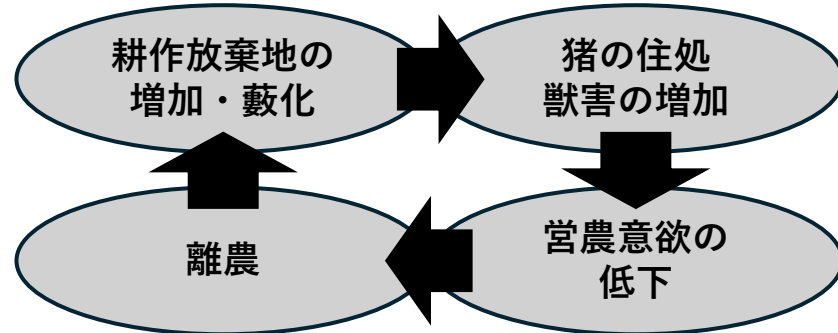 耕作放棄地の
増加・藪化
猪の住処
獣害の増加
営農意欲の
低下
離農